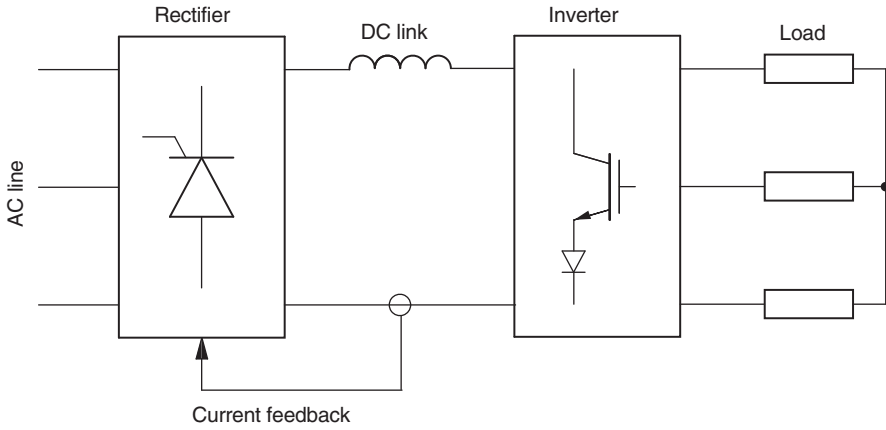 Rectifier
DC link
Inverter
Load
AC line
Current feedback